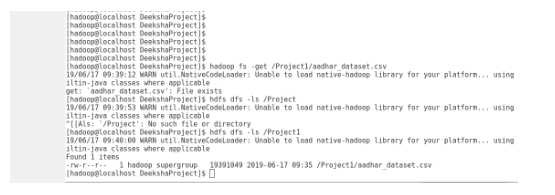 [hadoop@localhost DeekshaProject]$
[hadoop@localhost DeekshaProject]$
[hadoop@localhost DeekshaProject]$
[hadoop@localhost DeekshaProject]$
[hadoop@localhost DeekshaProject]$
[hadoop@localhost DeekshaProject]$
[hadoop@localhost DeekshaProject]$ hadoop fs -get /Project1/aadhar_dataset.csv
19/06/17 09:39:12 WARN util.NativeCodeLoader: Unable to load native-hadoop library for your platform... using
iltin-java classes where applicable
get: `aadhar_dataset.csv': File exists
[hadoop@localhost DeekshaProject]$ hdfs dfs -ls /Project
19/06/17 09:39:53 WARN util.NativeCodeLoader: Unable to load native-hadoop library for your platform... using
iltin-java classes where applicable
^[[Als: `/Project': No such file or directory
[hadoop@localhost DeekshaProject]$ hdfs dfs -ls /Project1
19/06/17 09:40:00 WARN util.NativeCodeLoader: Unable to load native-hadoop library for your platform... using
iltin-java classes where applicable
Found 1 items
-rw-r--r-- 1 hadoop supergroup 19391049 2019-06-17 09:35 /Project1/aadhar_dataset.csv
[hadoop@localhost DeekshaProject]$